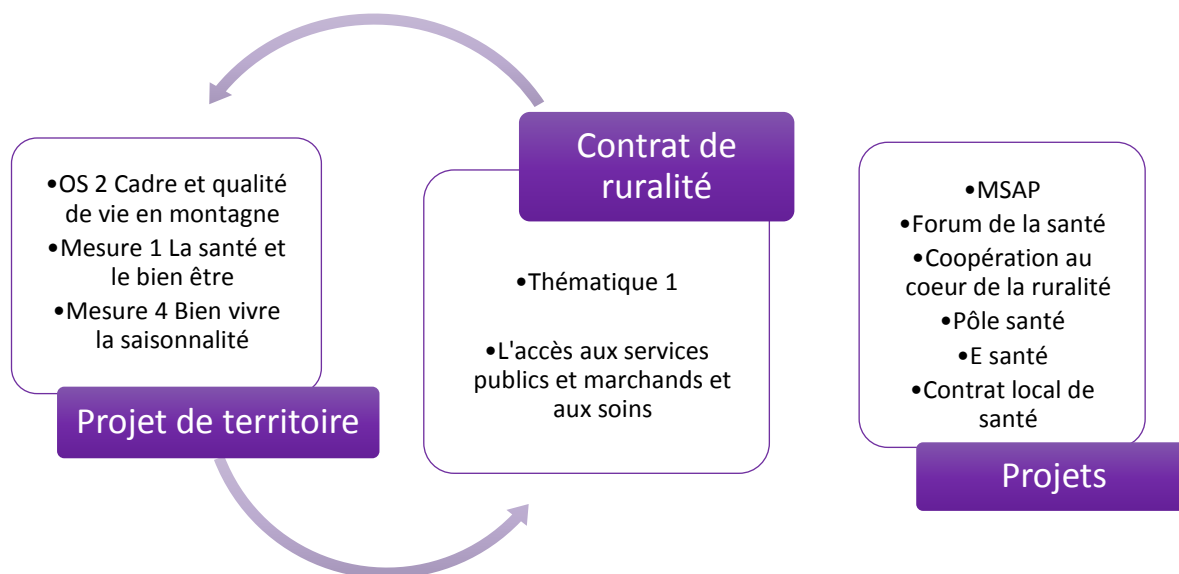 •OS 2 Cadre et qualité
de vie en montagne
•Mesure 1 La santé et
le bien être
•Mesure 4 Bien vivre
la saisonnalité
Projet de territoire
Contrat de
ruralité
•Thématique 1
•L'accès aux services
publics et marchands et
aux soins
•MSAP
•Forum de la santé
•Coopération au
coeur de la ruralité
•Pôle santé
•E santé
•Contrat local de
santé
Projets